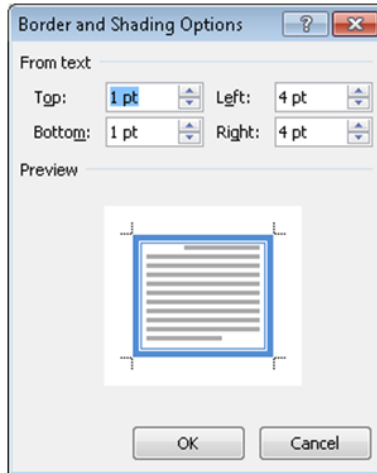 Border and Shading Options
From text
Top: 1 pt Left: 4 pt
Bottom: 1 pt Right: 4 pt
Preview
OK Cancel